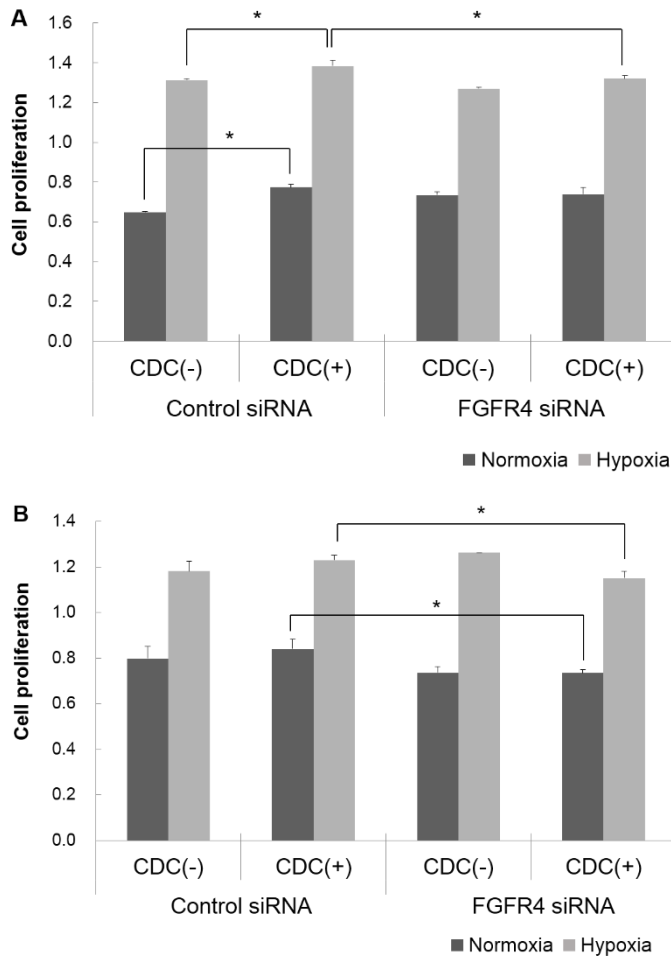 A
Cell proliferation
1.6
1.4
1.2
1.0
0.8
0.6
0.4
0.2
0.0
*
*
*
CDC(-) CDC(+) CDC(-) CDC(+)
Control siRNA FGFR4 siRNA
Normoxia Hypoxia
B
Cell proliferation
1.4
1.2
1.0
0.8
0.6
0.4
0.2
0.0
*
*
CDC(-) CDC(+) CDC(-) CDC(+)
Control siRNA FGFR4 siRNA
Normoxia Hypoxia